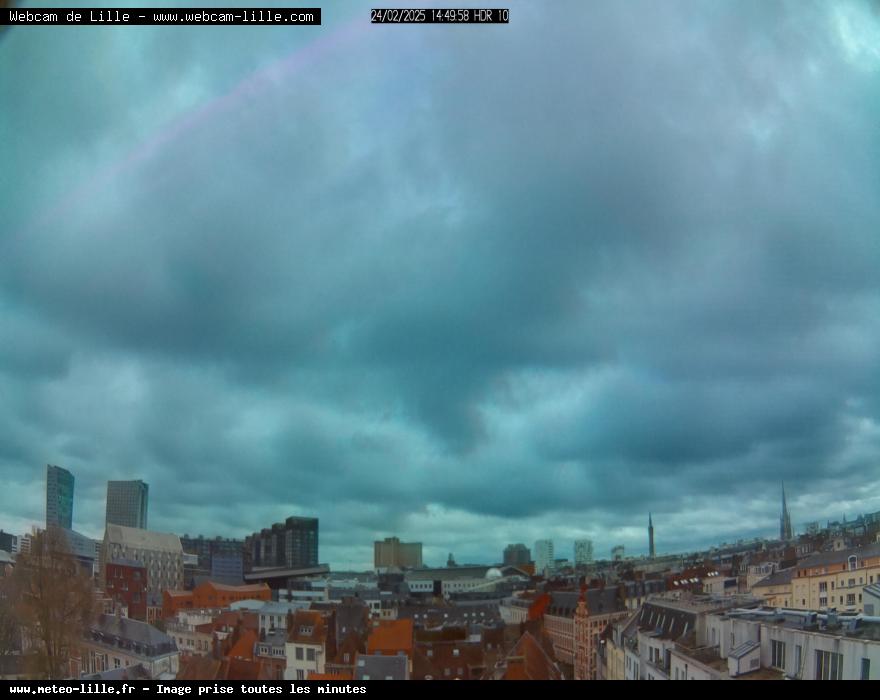 Webcam de Lille - www.webcam-lille.com
24/02/2025 14:49:58 HDR 10
www.meteo-lille.fr - Image prise toutes les minutes